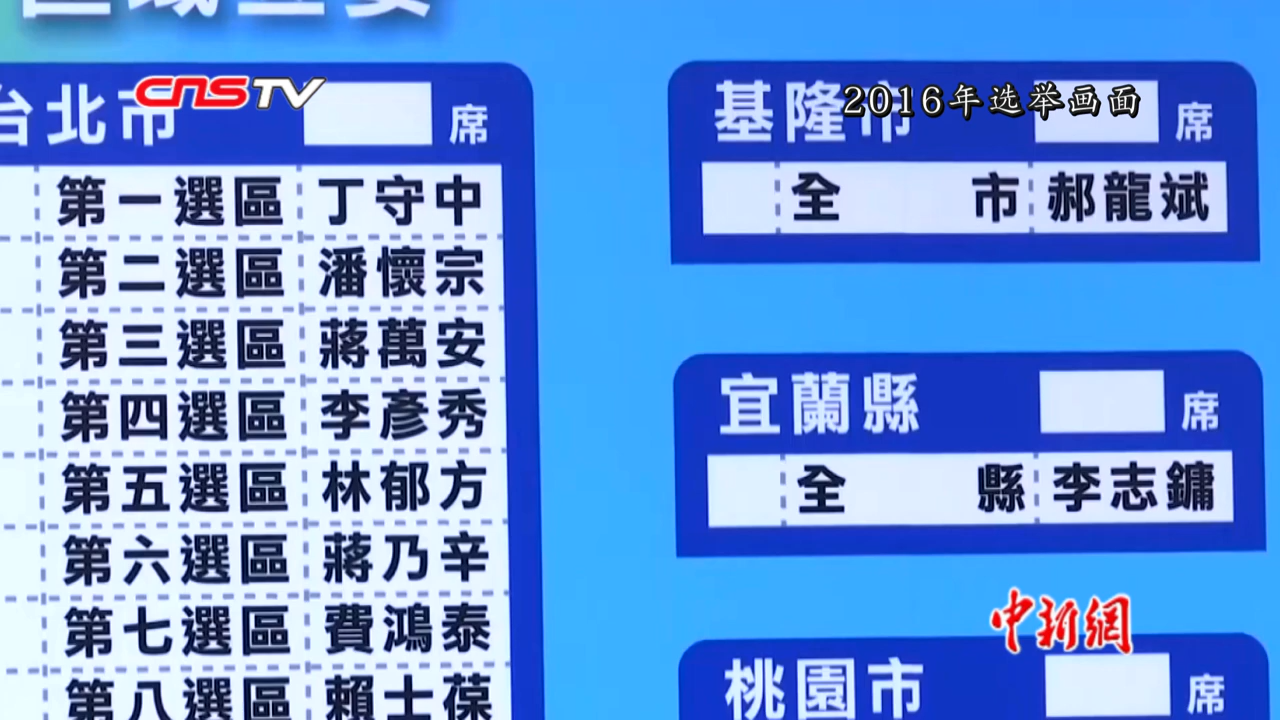 區域立委
CNSTV
2016年选举画面
台北市 席
第一選區 丁守中
第二選區 潘懷宗
第三選區 蔣萬安
第四選區 李彥秀
第五選區 林郁方
第六選區 蔣乃辛
第七選區 費鴻泰
第八選區 賴士葆
基隆市 席
全市 郝龍斌
宜蘭縣 席
全縣 李志鏞
中新網
桃園市 席